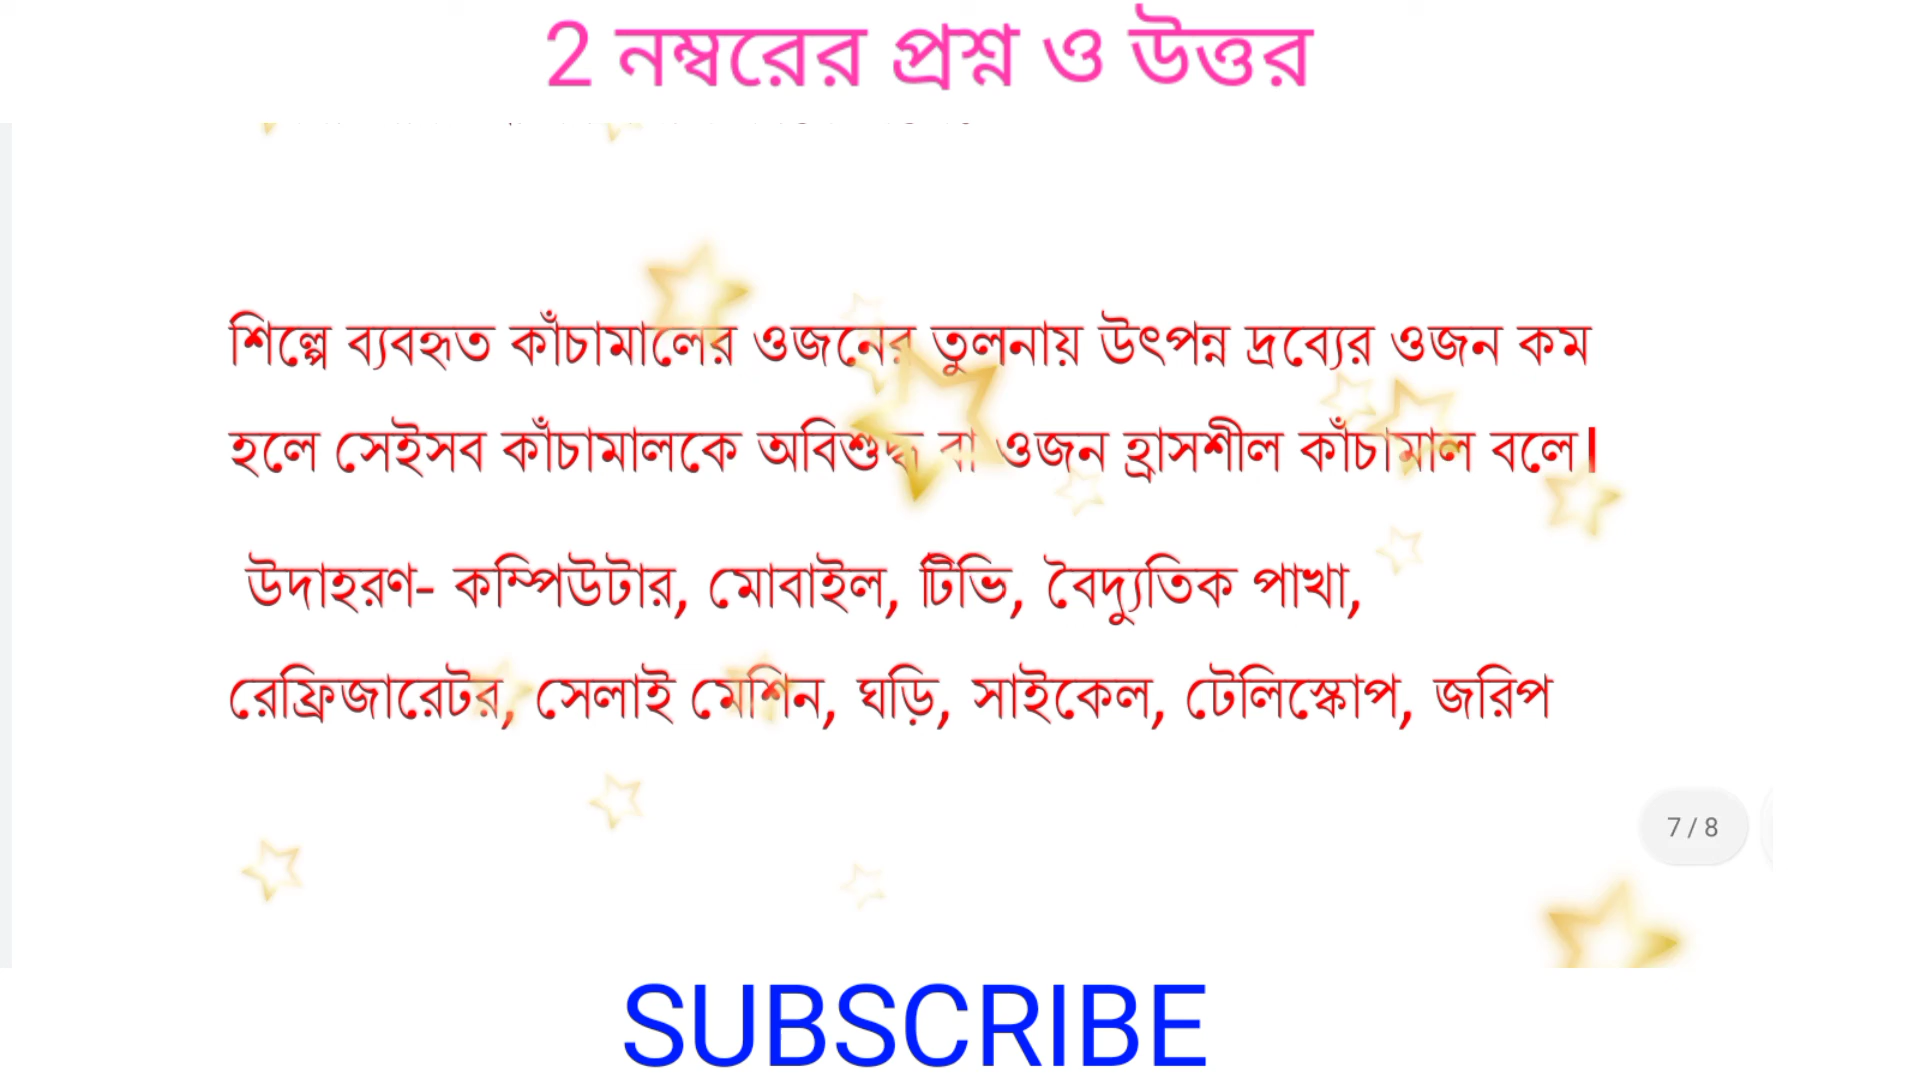 2 নম্বরের প্রশ্ন ও উত্তর
শিল্পে ব্যবহৃত কাঁচামালের ওজনের তুলনায় উৎপন্ন দ্রব্যের ওজন কম
হলে সেইসব কাঁচামালকে অবিশুদ্ধ বা ওজন হ্রাসশীল কাঁচামাল বলে।
উদাহরণ- কম্পিউটার, মোবাইল, টিভি, বৈদ্যুতিক পাখা,
রেফ্রিজারেটর, সেলাই মেশিন, ঘড়ি, সাইকেল, টেলিস্কোপ, জরিপ
7 / 8
SUBSCRIBE